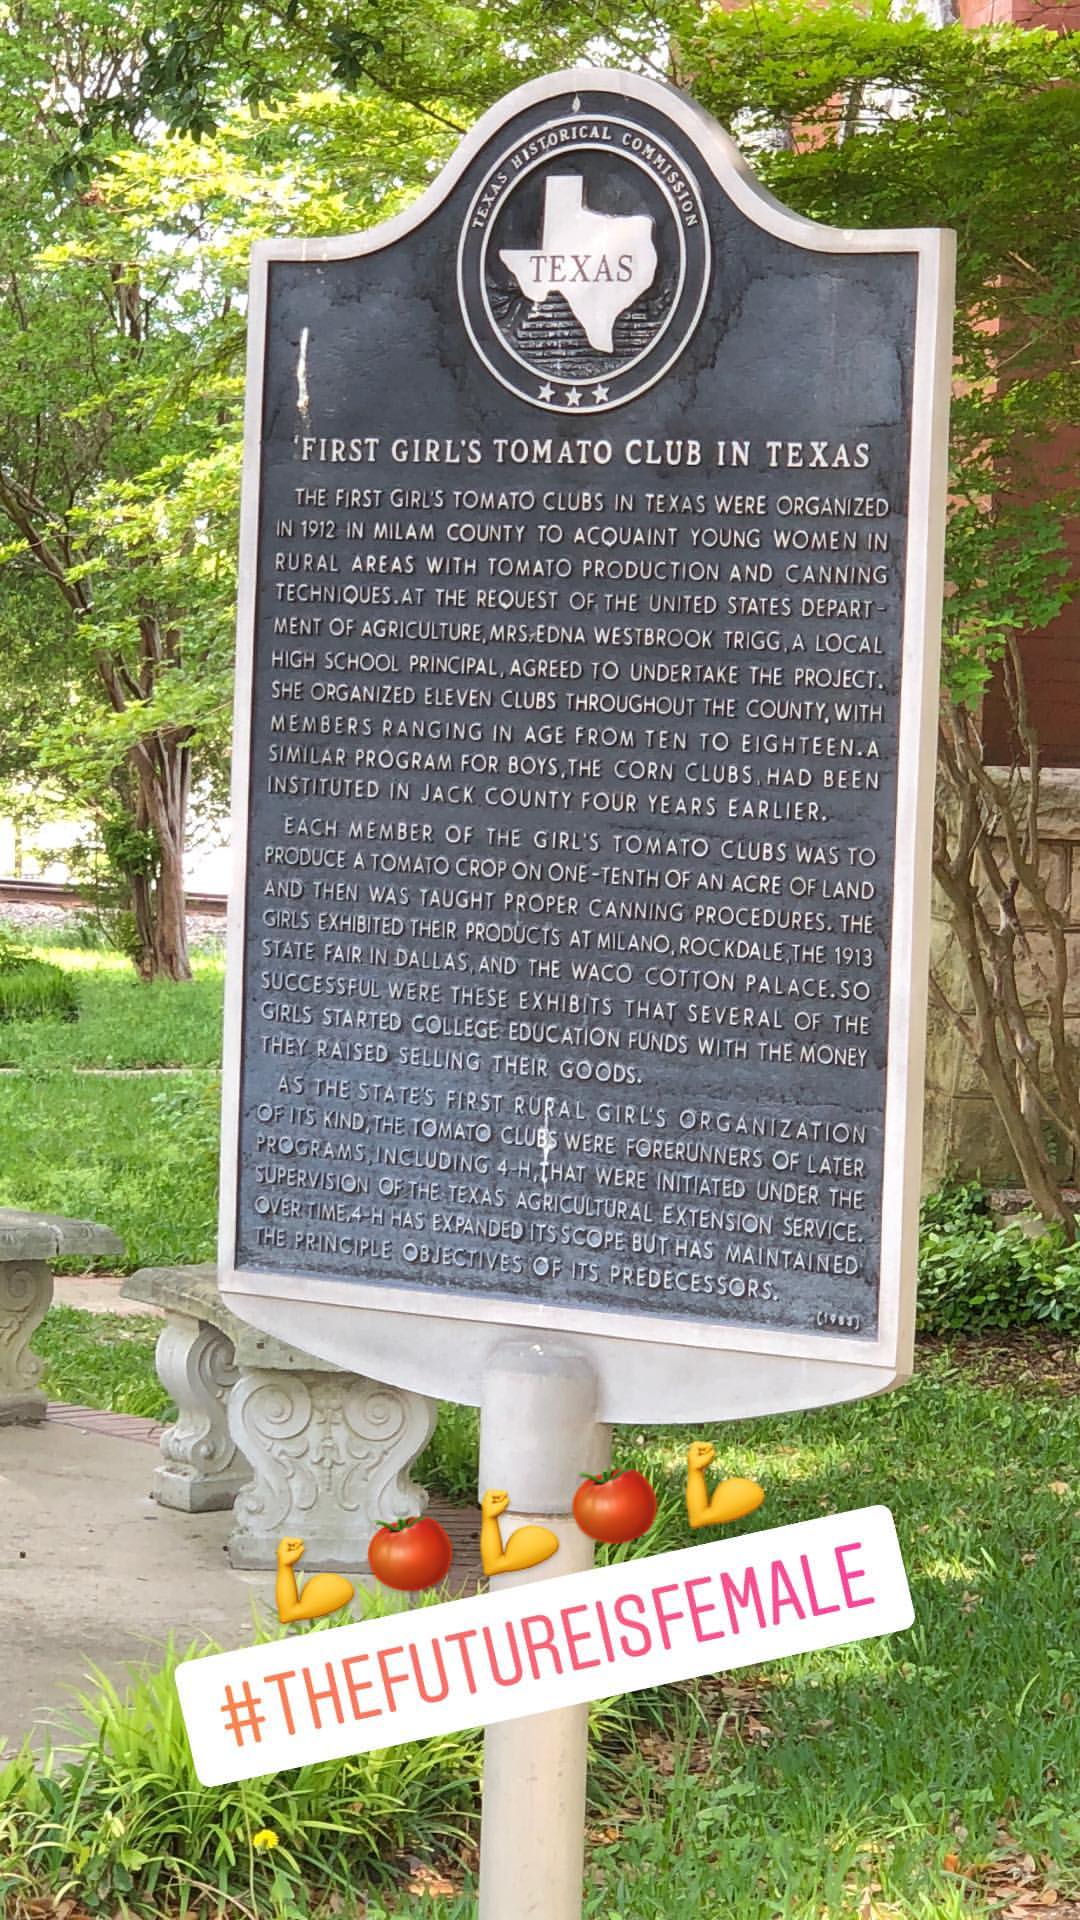 TEXAS HISTORICAL COMMISSION
TEXAS
'FIRST GIRL'S TOMATO CLUB IN TEXAS
THE FIRST GIRL'S TOMATO CLUBS IN TEXAS WERE ORGANIZED
IN 1912 IN MILAM COUNTY TO ACQUAINT YOUNG WOMEN IN
RURAL AREAS WITH TOMATO PRODUCTION AND CANNING
TECHNIQUES. AT THE REQUEST OF THE UNITED STATES DEPART-
MENT OF AGRICULTURE, MRS. EDNA WESTBROOK TRIGG, A LOCAL
HIGH SCHOOL PRINCIPAL, AGREED TO UNDERTAKE THE PROJECT.
SHE ORGANIZED ELEVEN CLUBS THROUGHOUT THE COUNTY, WITH
MEMBERS RANGING IN AGE FROM TEN TO EIGHTEEN. A
SIMILAR PROGRAM FOR BOYS, THE CORN CLUBS, HAD BEEN
INSTITUTED IN JACK COUNTY FOUR YEARS EARLIER.
EACH MEMBER OF THE GIRL'S TOMATO CLUBS WAS TO
PRODUCE A TOMATO CROP ON ONE-TENTH OF AN ACRE OF LAND
AND THEN WAS TAUGHT PROPER CANNING PROCEDURES. THE
GIRLS EXHIBITED THEIR PRODUCTS AT MILANO, ROCKDALE, THE 1913
STATE FAIR IN DALLAS, AND THE WACO COTTON PALACE. SO
SUCCESSFUL WERE THESE EXHIBITS THAT SEVERAL OF THE
GIRLS STARTED COLLEGE EDUCATION FUNDS WITH THE MONEY
THEY RAISED SELLING THEIR GOODS.
AS THE STATE'S FIRST RURAL GIRL'S ORGANIZATION
OF ITS KIND, THE TOMATO CLUBS WERE FORERUNNERS OF LATER
PROGRAMS, INCLUDING 4-H, THAT WERE INITIATED UNDER THE
SUPERVISION OF THE TEXAS AGRICULTURAL EXTENSION SERVICE.
OVER TIME, 4-H HAS EXPANDED ITS SCOPE BUT HAS MAINTAINED
THE PRINCIPLE OBJECTIVES OF ITS PREDECESSORS.
(1983)
#THEFUTUREISFEMALE